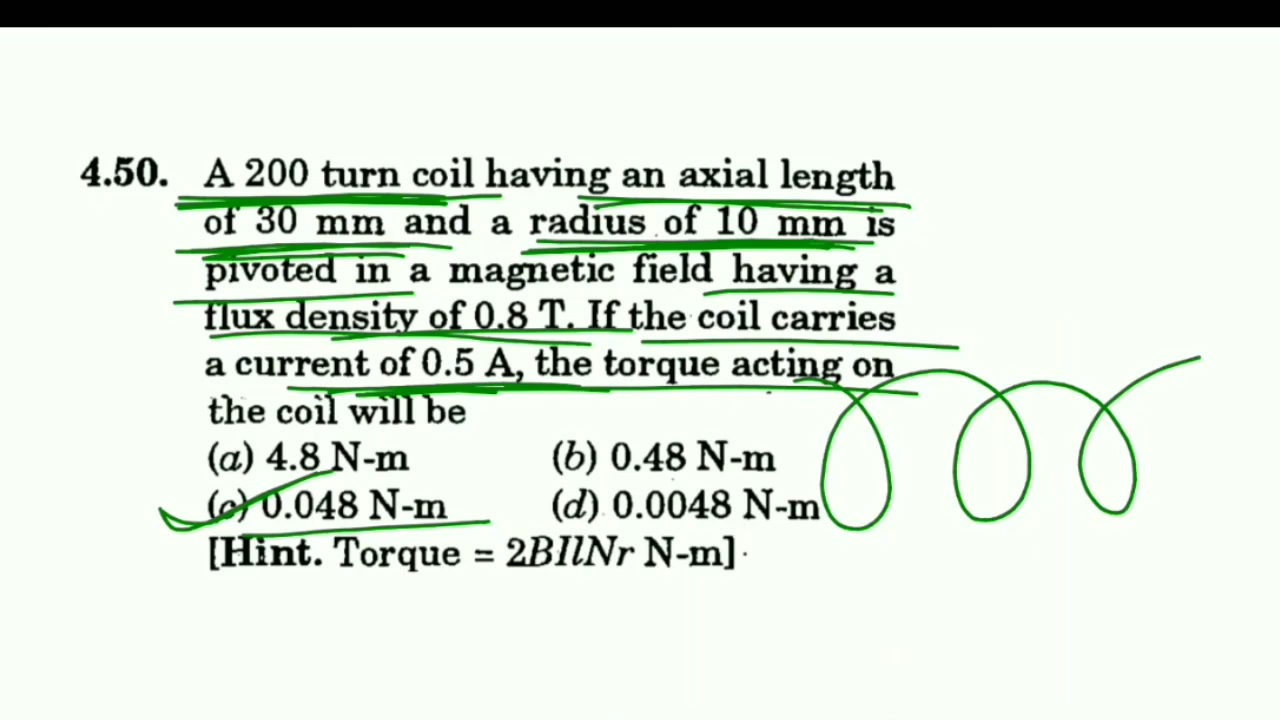 4.50. A 200 turn coil having an axial length
of 30 mm and a radius of 10 mm is
pivoted in a magnetic field having a
flux density of 0.8 T. If the coil carries
a current of 0.5 A, the torque acting on
the coil will be
(a) 4.8 N-m (b) 0.48 N-m
(c) 0.048 N-m (d) 0.0048 N-m
[Hint. Torque = 2BIlNr N-m]